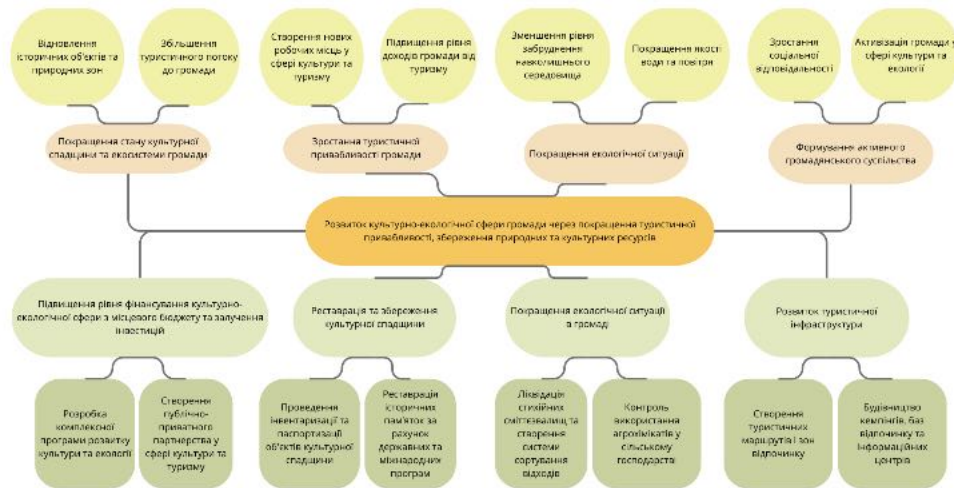 Відновлення
історичних об'єктів та
природних зон
Збільшення
туристичного потоку
до громади
Створення нових
робочих місць у
сфері культури та
туризму
Підвищення рівня
доходів громади від
туризму
Зменшення рівня
забруднення
навколишнього
середовища
Покращення якості
води та повітря
Зростання
соціальної
відповідальності
Активізація громади у
сфері культури та
екології
Покращення стану культурної
спадщини та екосистеми громади
Зростання туристичної
привабливості громади
Покращення екологічної ситуації
Формування активного
громадянського суспільства
Розвиток культурно-екологічної сфери громади через покращення туристичної
привабливості, збереження природних та культурних ресурсів
Підвищення рівня фінансування культурно-
екологічної сфери з місцевого бюджету та залучення
інвестицій
Реставрація та збереження
культурної спадщини
Покращення екологічної ситуації
в громаді
Розвиток туристичної
інфраструктури
Розробка
комплексної
програми розвитку
культури та екології
Створення
публічно-
приватного
партнерства у
сфері культури та
туризму
Проведення
інвентаризації та
паспортизації
об'єктів культурної
спадщини
Реставрація
історичних
пам'яток за
рахунок
державних та
міжнародних
програм
Ліквідація
стихійних
сміттєзвалищ та
створення
системи
сортування
відходів
Контроль
використання
агрохімікатів у
сільському
господарстві
Створення
туристичних
маршрутів і зон
відпочинку
Будівництво
кемпінгів, баз
відпочинку та
інформаційних
центрів